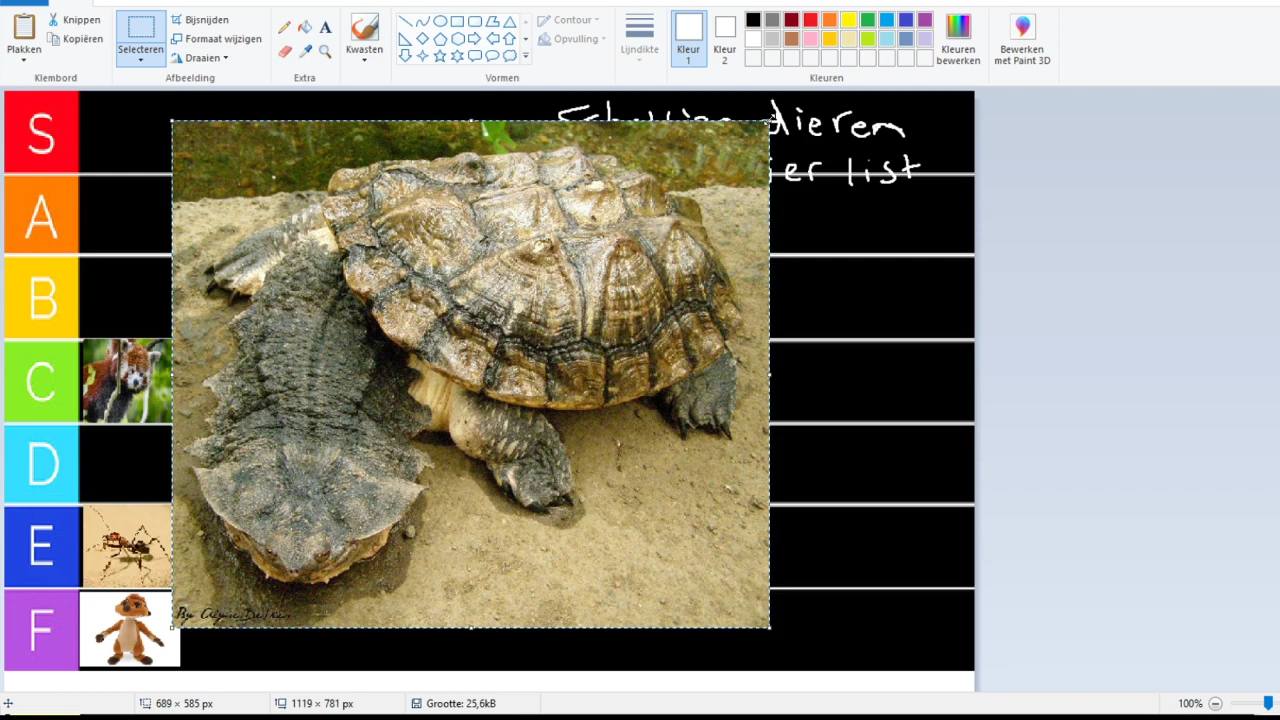 Plakken
Knippen
Kopiëren
Klembord
Selecteren
Bijsnijden
Formaat wijzigen
Draaien
Afbeelding
A
Extra
Kwasten
Vormen
Contour
Opvulling
Lijndikte
Kleur
1
Kleur
2
Kleuren
Kleuren
bewerken
Bewerken
met Paint 3D
S
dieren
list
A
B
C
D
E
F
689 × 585 px
1119 × 781 px
Grootte: 25,6kB
100%